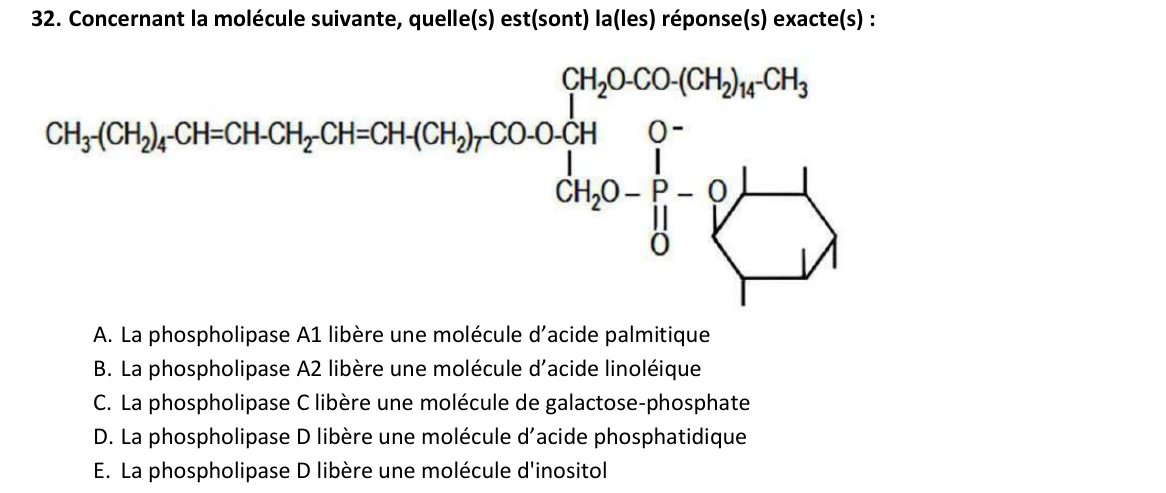 32. Concernant la molécule suivante, quelle(s) est(sont) la(les) réponse(s) exacte(s) :
CH₂O-CO-(CH₂)₁₄-CH₃
CH₃-(CH₂)₄-CH=CH-CH₂-CH=CH-(CH₂)₇-CO-O-CH
O-
CH₂O – P – O
O
A. La phospholipase A1 libère une molécule d’acide palmitique
B. La phospholipase A2 libère une molécule d’acide linoléique
C. La phospholipase C libère une molécule de galactose-phosphate
D. La phospholipase D libère une molécule d’acide phosphatidique
E. La phospholipase D libère une molécule d'inositol